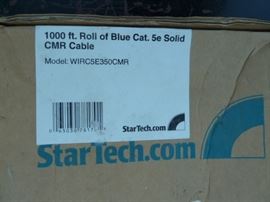 1000 ft. Roll of Blue Cat. 5e Solid
CMR Cable
Model: WIRC5E350CMR
StarTech.com
StarTech.com